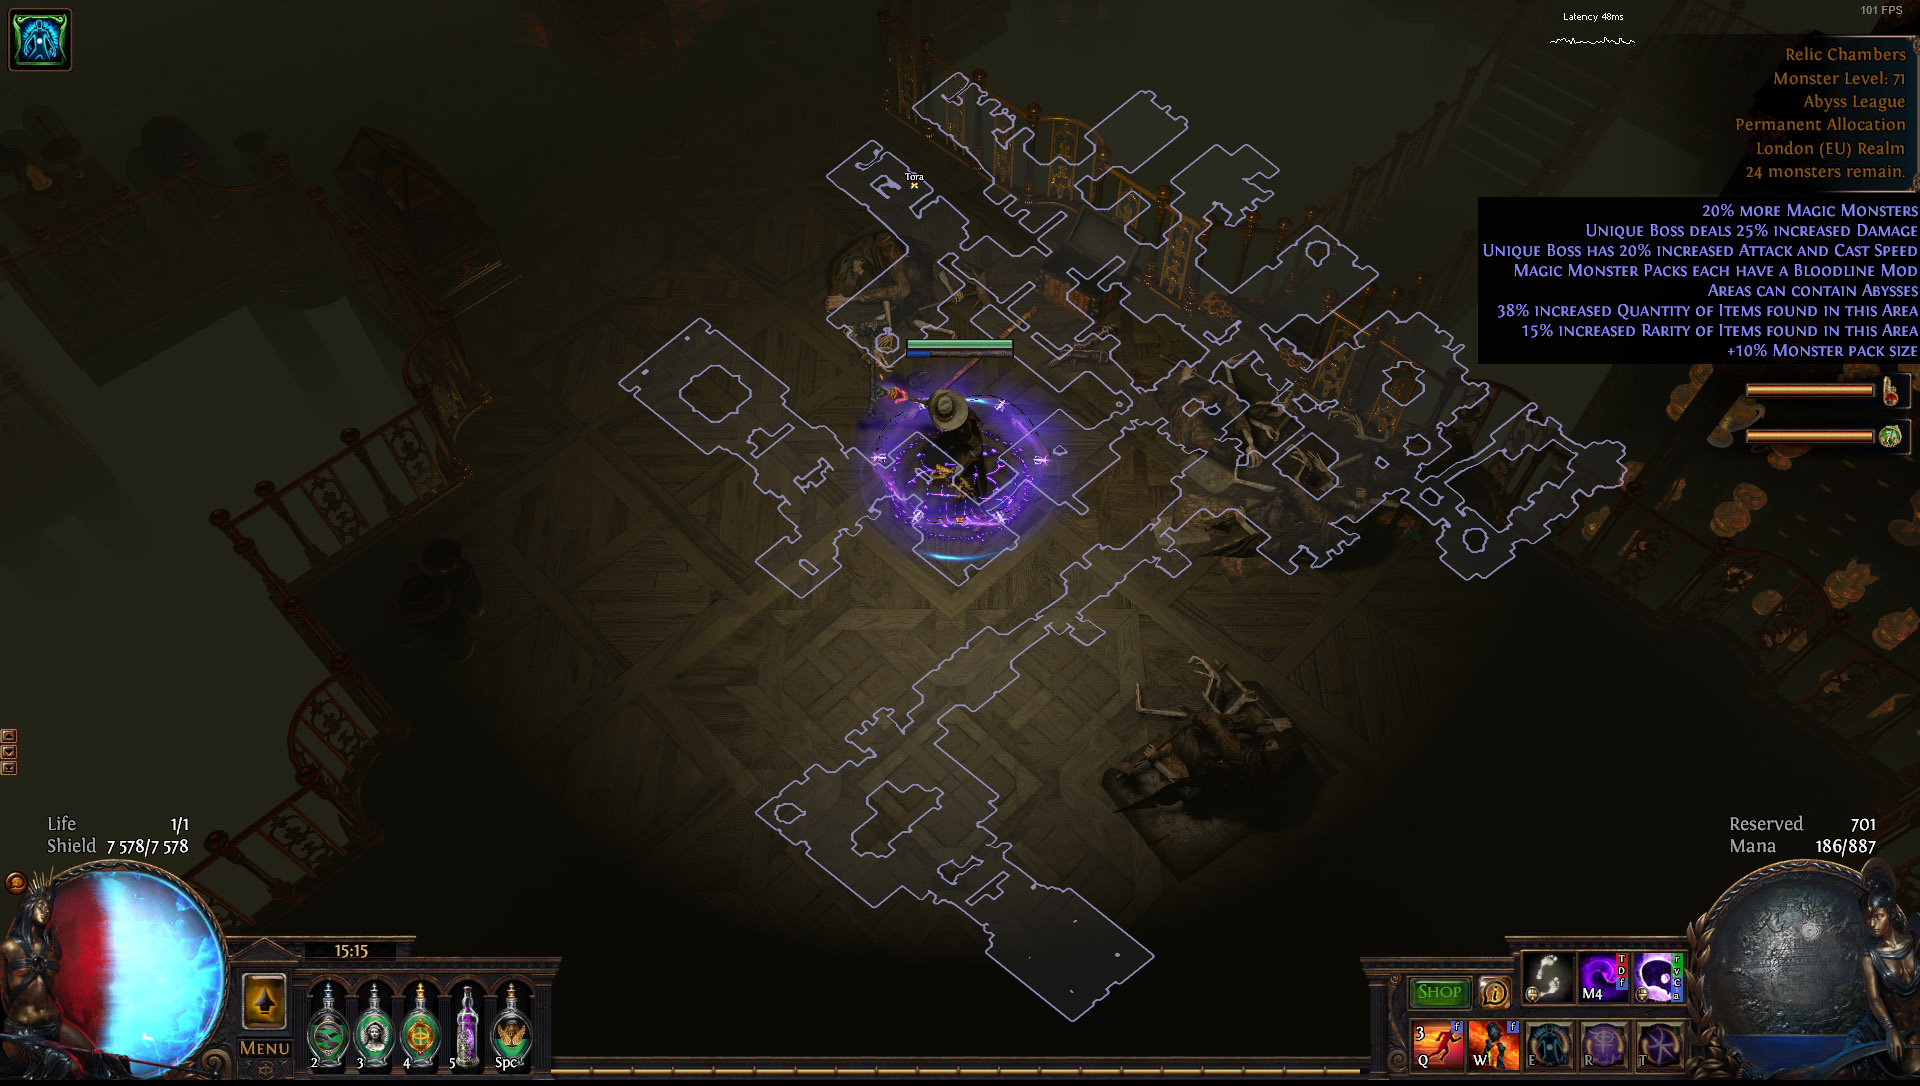 101 FPS
Latency 48ms
Relic Chambers
Monster Level: 71
Abyss League
Permanent Allocation
London (EU) Realm
24 monsters remain.
20% more Magic Monsters
Unique Boss deals 25% increased Damage
Unique Boss has 20% increased Attack and Cast Speed
Magic Monster Packs each have a Bloodline Mod
Areas can contain Abysses
38% increased Quantity of Items found in this Area
15% increased Rarity of Items found in this Area
+10% Monster pack size
Tora
Life 1/1
Shield 7 578/7 578
Reserved 701
Mana 186/887
15:15
Menu
2 3 4 5 Spc
Shop
M4 T D f
r v C a
3 Q f
W f
E R T